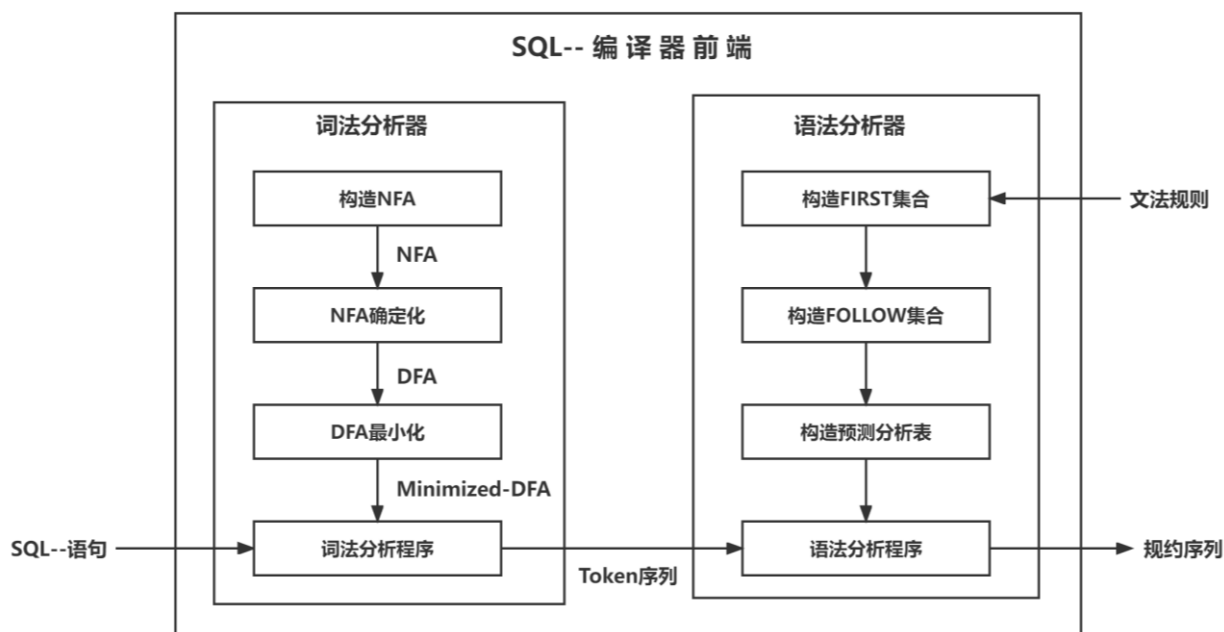 SQL-- 编 译 器 前 端
词法分析器
构造NFA
NFA
NFA确定化
DFA
DFA最小化
Minimized-DFA
SQL--语句
词法分析程序
Token序列
语法分析器
构造FIRST集合
文法规则
构造FOLLOW集合
构造预测分析表
语法分析程序
规约序列